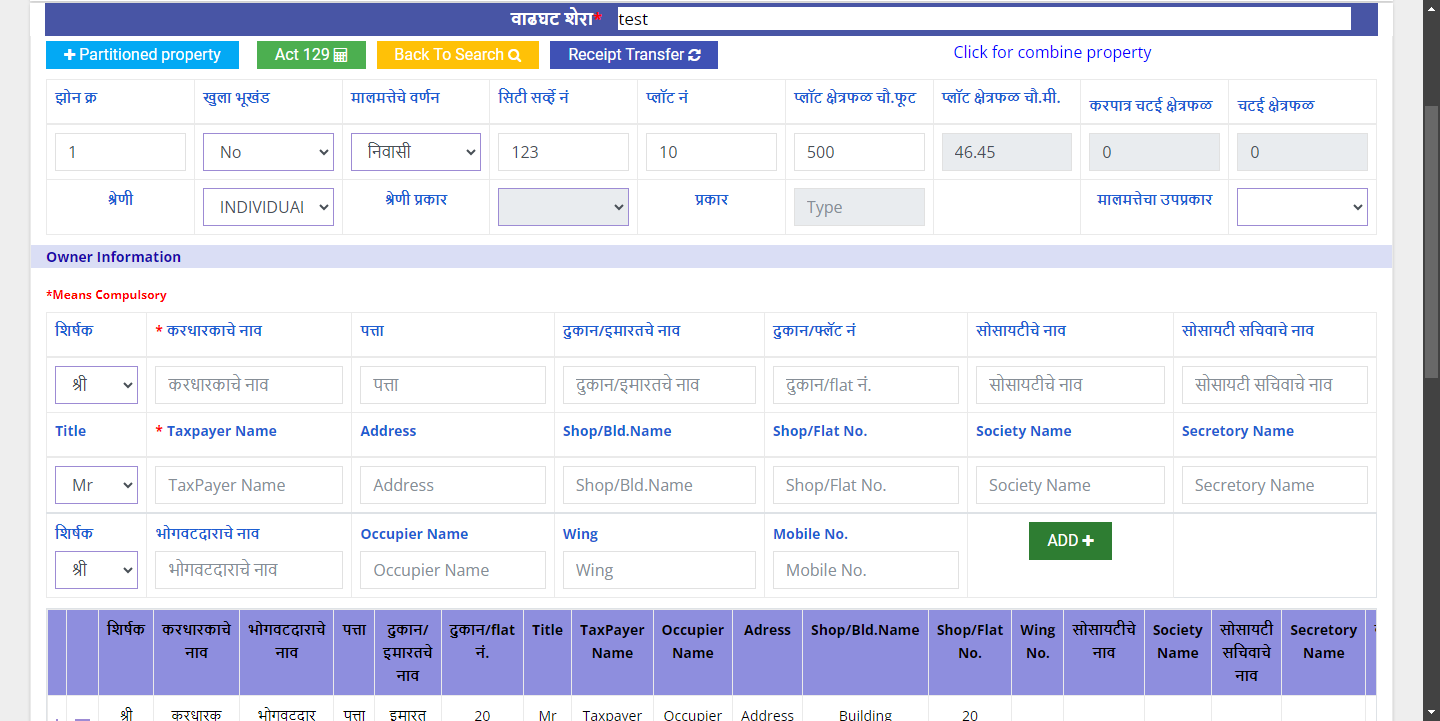 वाढघट शेरा* test
Partitioned property Act 129 Back To Search Receipt Transfer Click for combine property
झोन क्र खुला भूखंड मालमत्तेचे वर्णन सिटी सर्व्हे नं प्लॉट नं प्लॉट क्षेत्रफळ चौ.फूट प्लॉट क्षेत्रफळ चौ.मी. करपात्र चटई क्षेत्रफळ चटई क्षेत्रफळ
1 No निवासी 123 10 500 46.45 0 0
श्रेणी INDIVIDUAL श्रेणी प्रकार प्रकार Type मालमत्तेचा उपप्रकार
Owner Information
*Means Compulsory
शिर्षक * करधारकाचे नाव पत्ता दुकान/इमारतचे नाव दुकान/फ्लॅट नं सोसायटीचे नाव सोसायटी सचिवाचे नाव
श्री करधारकाचे नाव पत्ता दुकान/इमारतचे नाव दुकान/flat नं. सोसायटीचे नाव सोसायटी सचिवाचे नाव
Title * Taxpayer Name Address Shop/Bld.Name Shop/Flat No. Society Name Secretory Name
Mr TaxPayer Name Address Shop/Bld.Name Shop/Flat No. Society Name Secretory Name
शिर्षक भोगवटदाराचे नाव Occupier Name Wing Mobile No. ADD
श्री भोगवटदाराचे नाव Occupier Name Wing Mobile No.
शिर्षक करधारकाचे भोगवटदाराचे पत्ता दुकान/ दुकान/flat Title TaxPayer Occupier Adress Shop/Bld.Name Shop/Flat Wing सोसायटीचे Society सोसायटी Secretory
नाव नाव इमारतचे नं. Name Name No. No. नाव Name सचिवाचे Name
नाव नाव
श्री करधारक भोगवटदार पत्ता इमारत 20 Mr Taxpayer Occupier Address Building 20